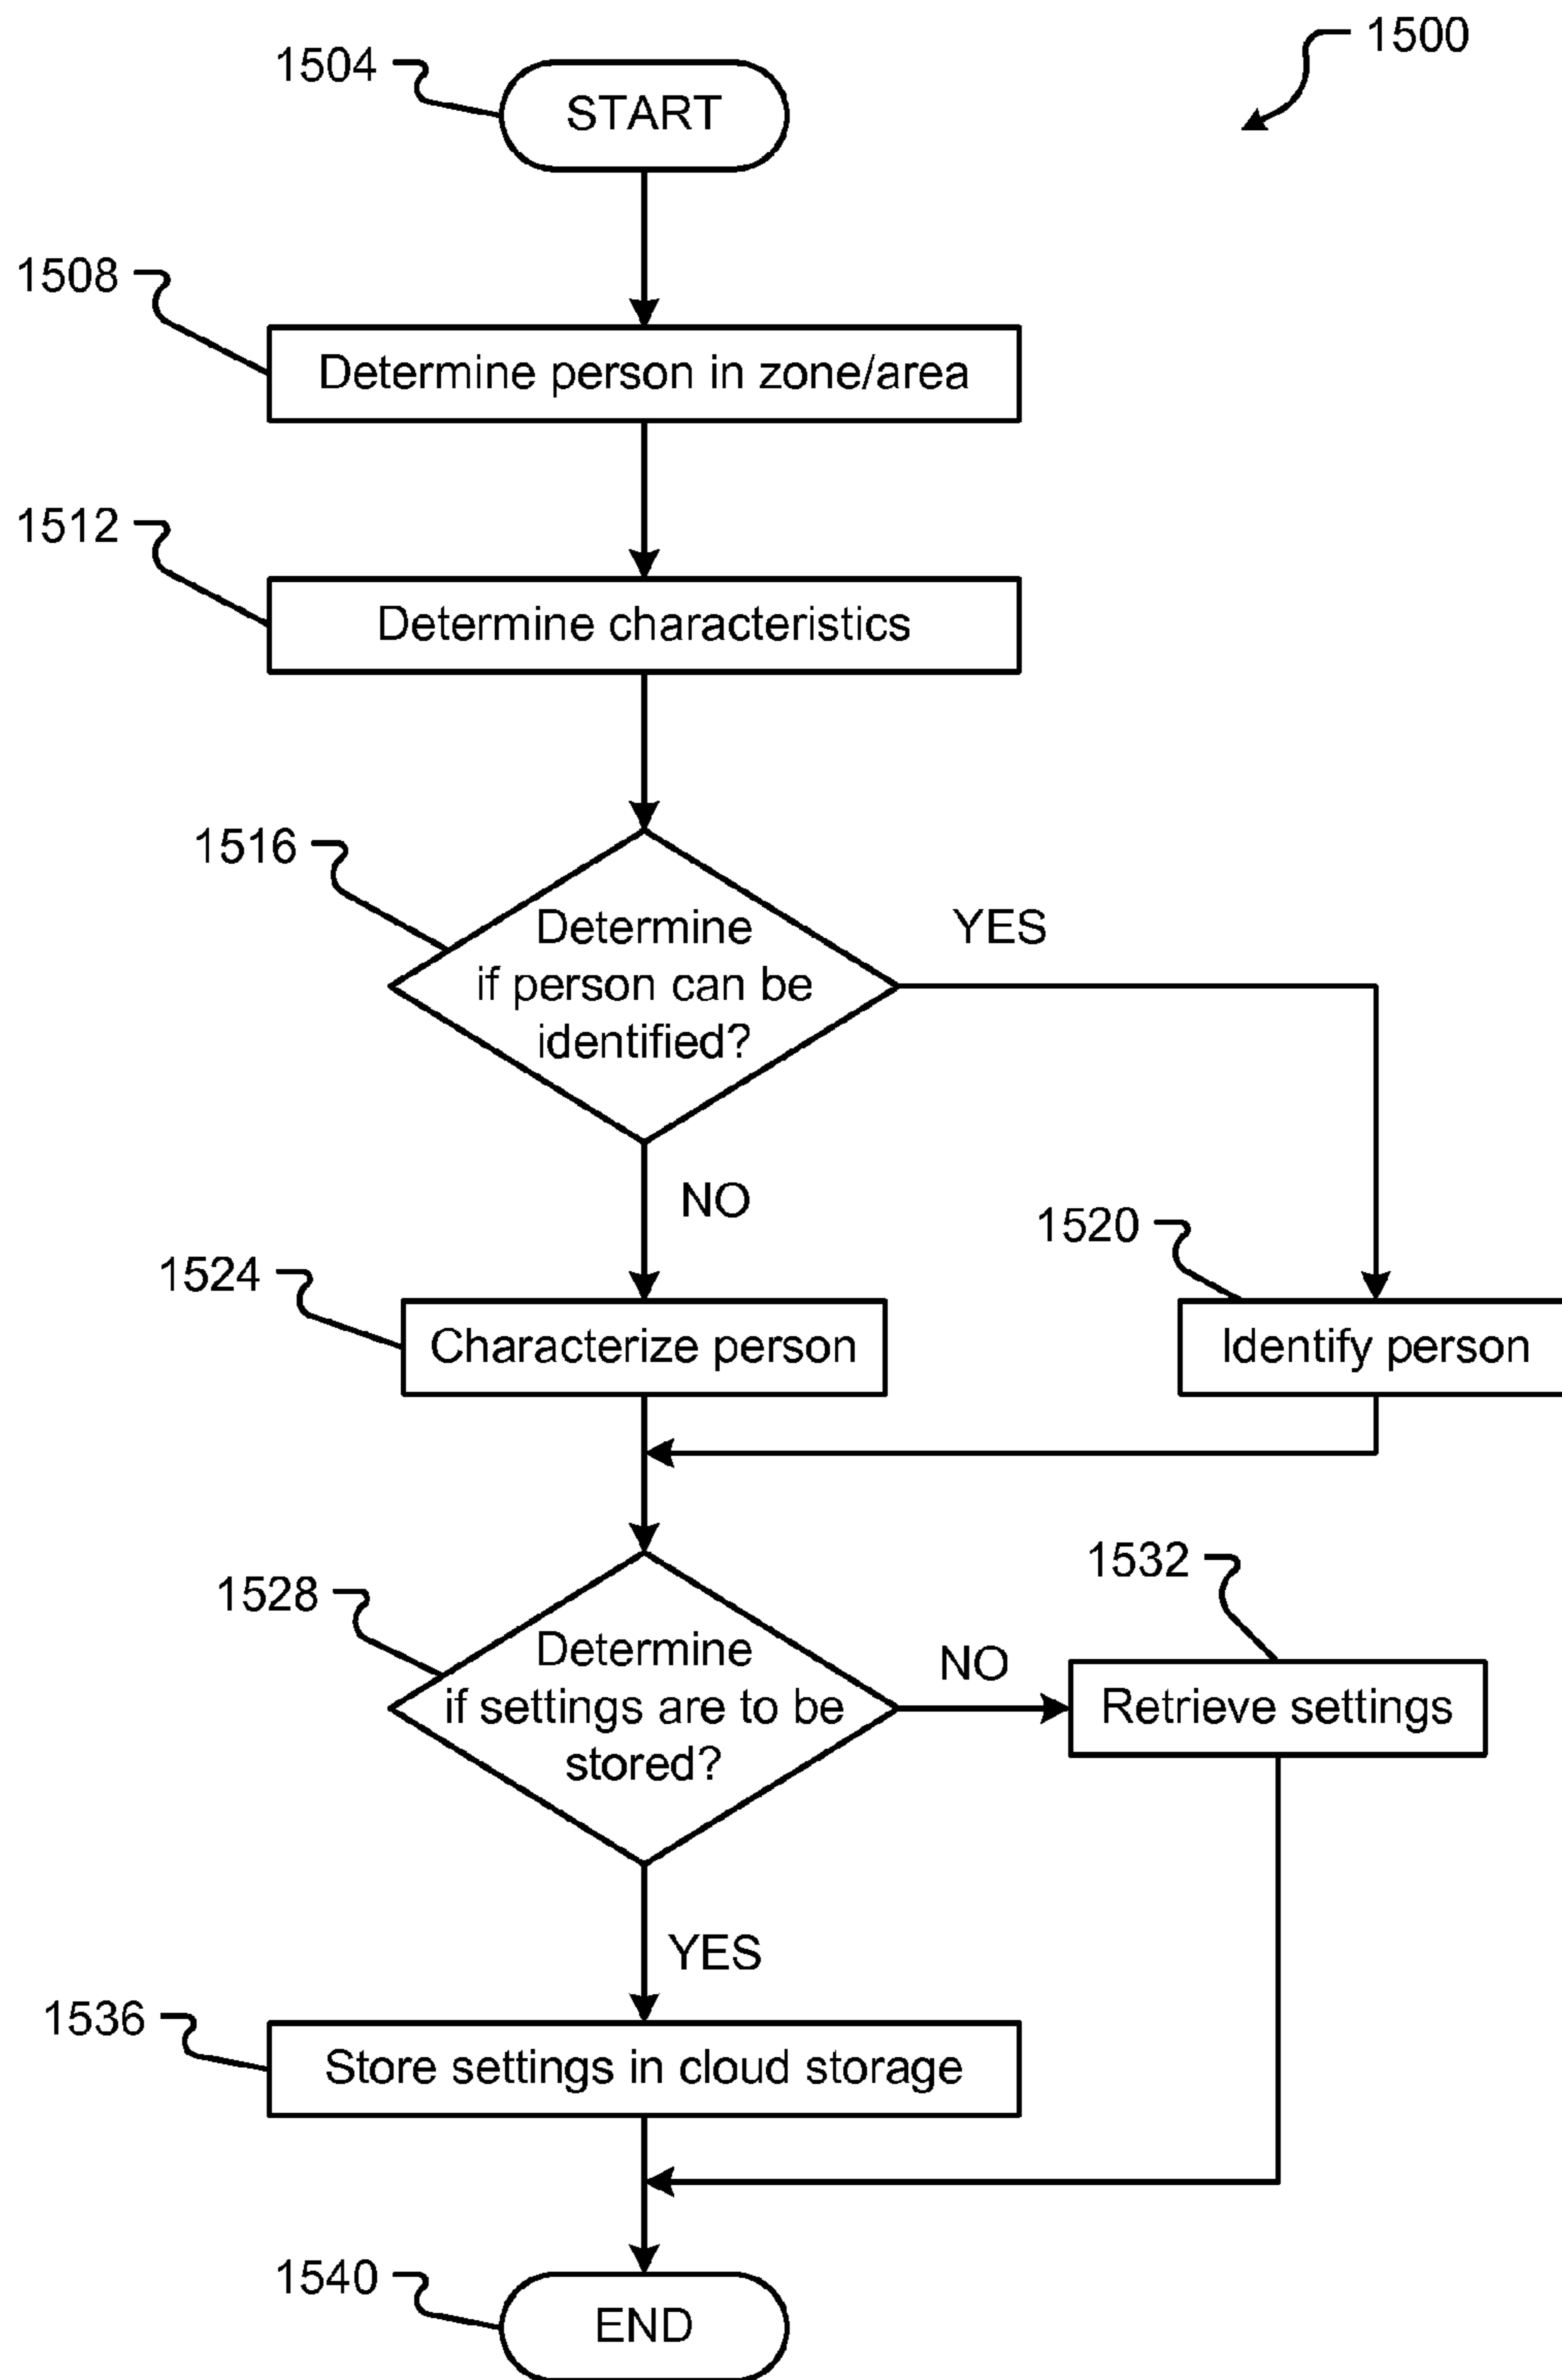 1500
1504
START
1508
Determine person in zone/area
1512
Determine characteristics
1516
Determine
if person can be
identified?
YES
NO
1520
1524
Characterize person
Identify person
1528
1532
Determine
if settings are to be
stored?
NO
Retrieve settings
YES
1536
Store settings in cloud storage
1540
END